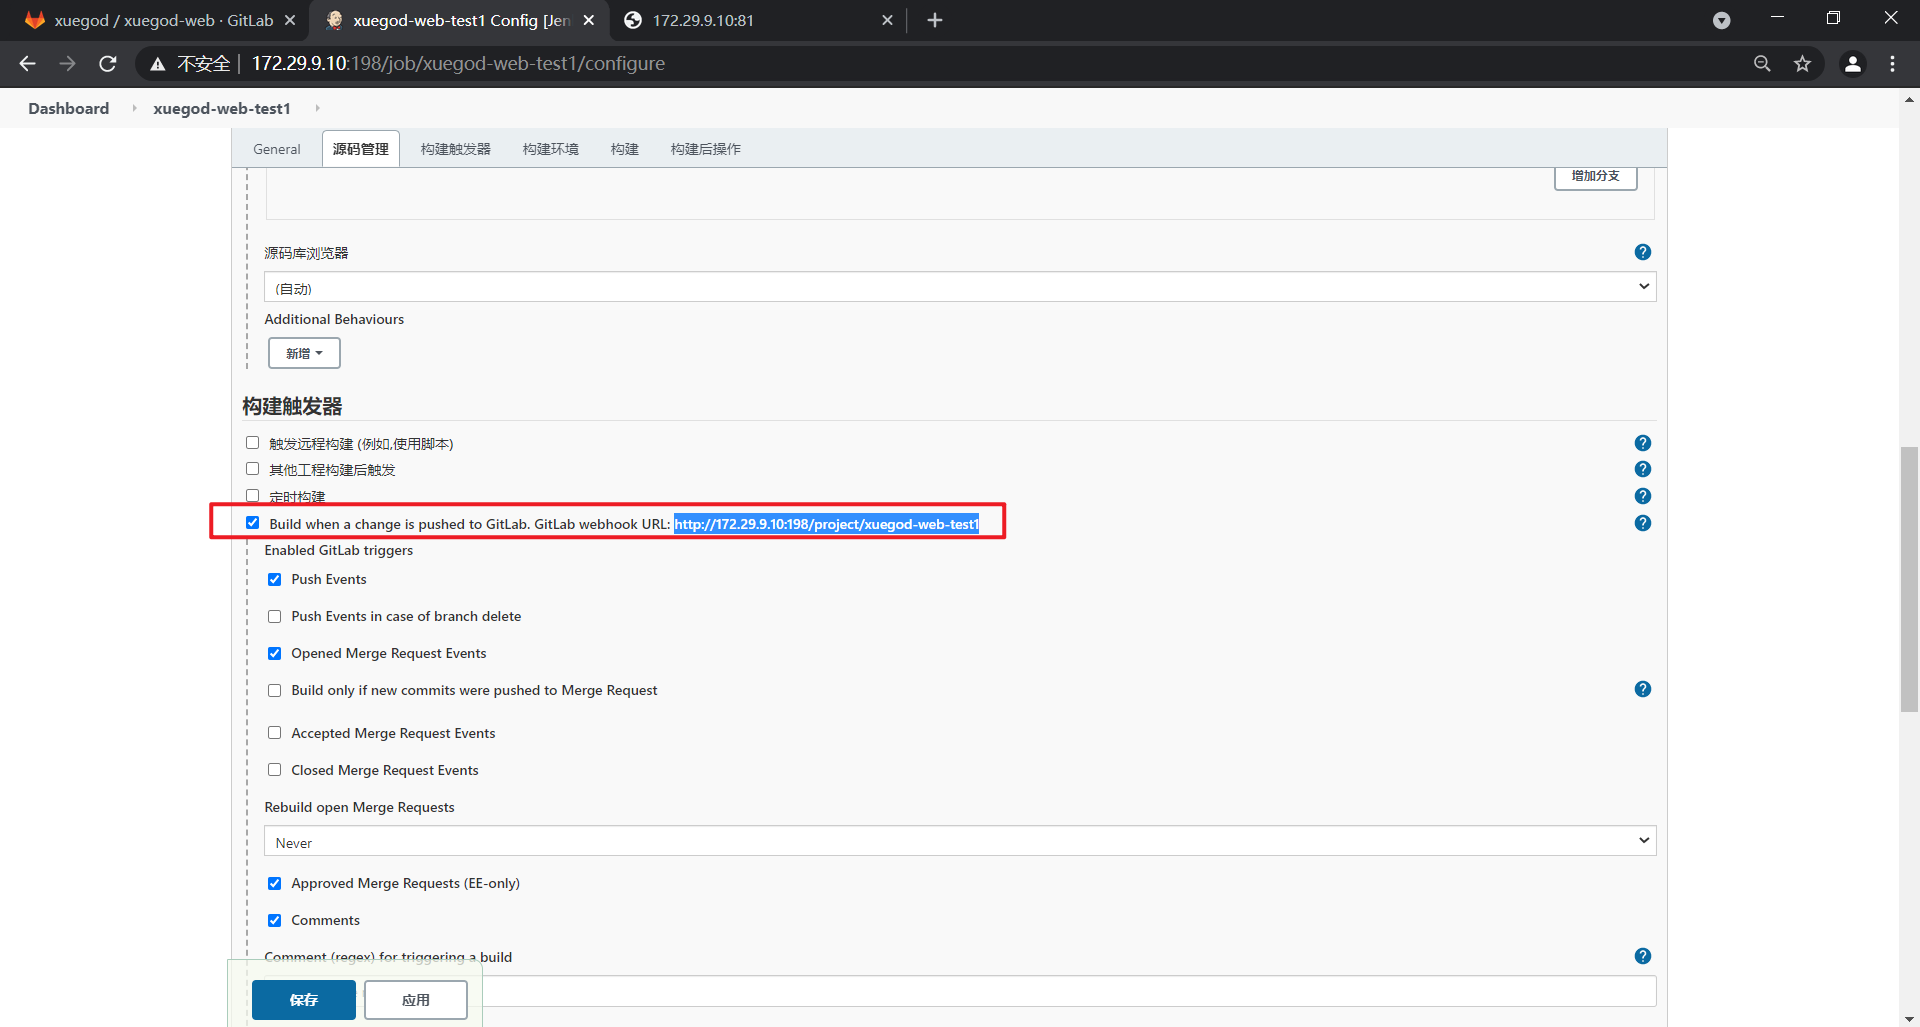 xuegod / xuegod-web · GitLab
xuegod-web-test1 Config [Jen
172.29.9.10:81
不安全 172.29.9.10:198/job/xuegod-web-test1/configure
Dashboard xuegod-web-test1
General 源码管理 构建触发器 构建环境 构建 构建后操作
增加分支
源码库浏览器
(自动)
Additional Behaviours
新增
构建触发器
触发远程构建 (例如,使用脚本)
其他工程构建后触发
定时构建
Build when a change is pushed to GitLab. GitLab webhook URL: http://172.29.9.10:198/project/xuegod-web-test1
Enabled GitLab triggers
Push Events
Push Events in case of branch delete
Opened Merge Request Events
Build only if new commits were pushed to Merge Request
Accepted Merge Request Events
Closed Merge Request Events
Rebuild open Merge Requests
Never
Approved Merge Requests (EE-only)
Comments
Comment (regex) for triggering a build
保存 应用